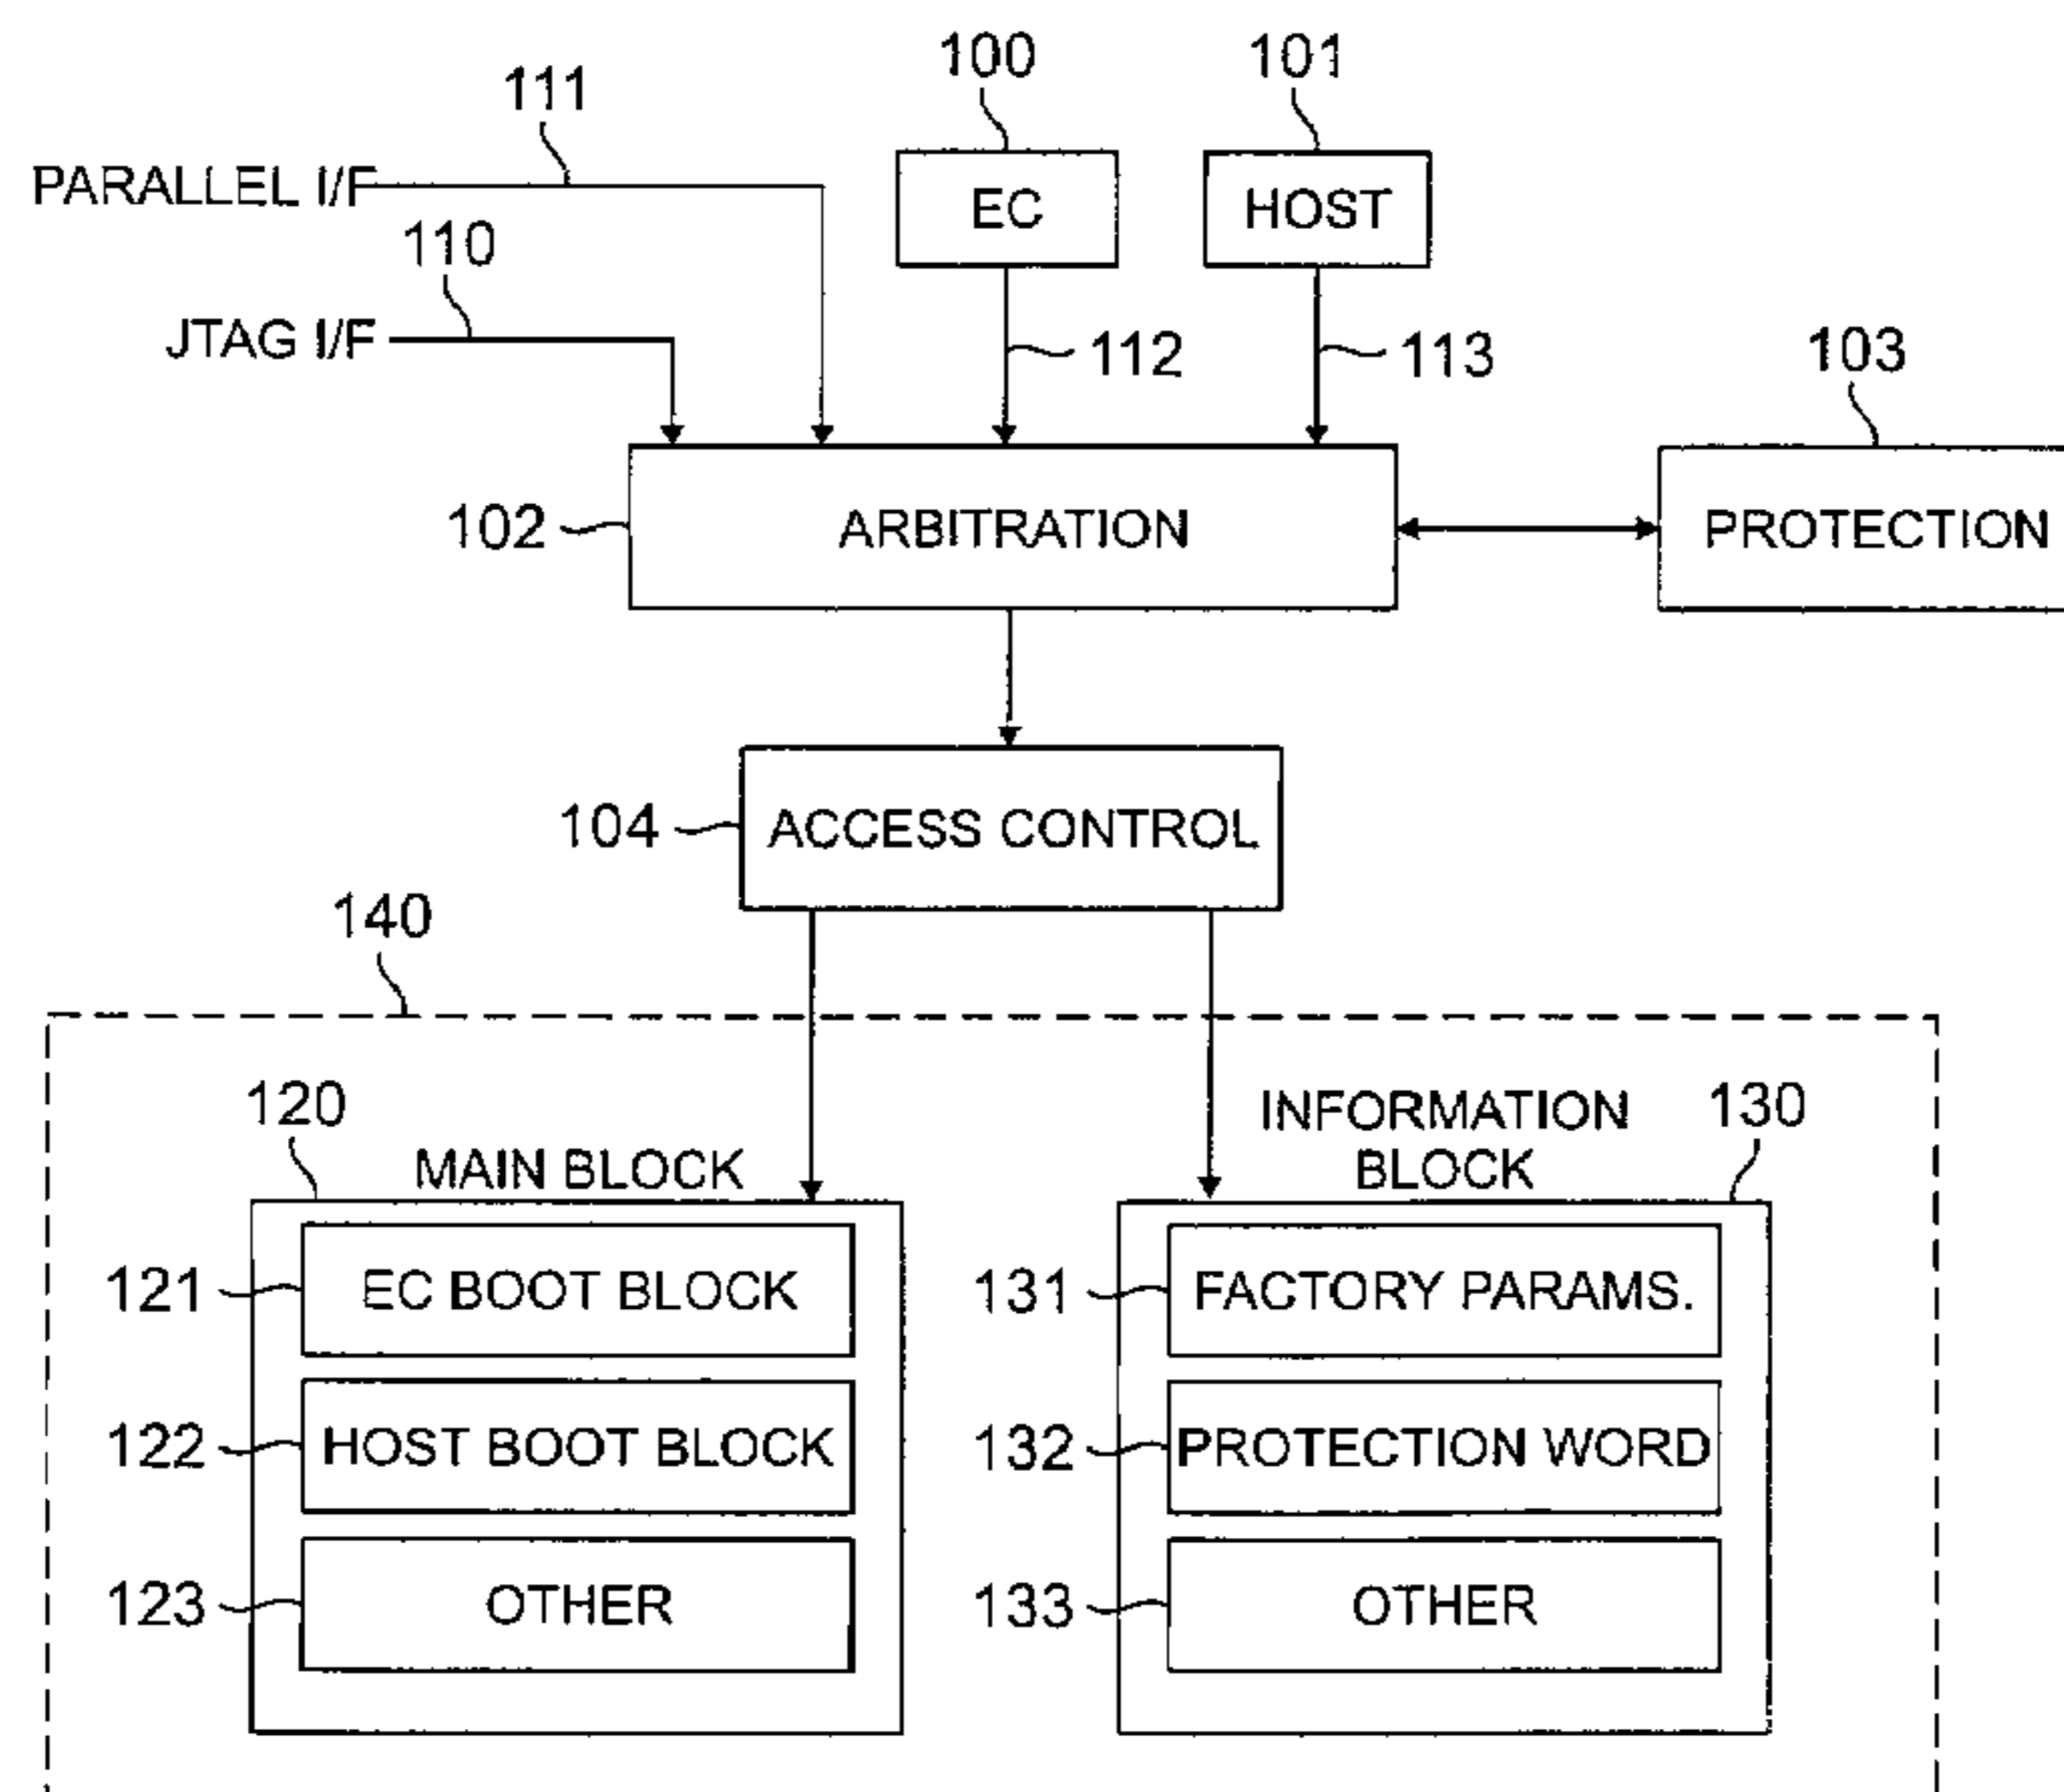 100
101
111
PARALLEL I/F
EC
HOST
110
JTAG I/F
112
113
103
102
ARBITRATION
PROTECTION
104
ACCESS CONTROL
140
120
MAIN BLOCK
INFORMATION
BLOCK
130
121
EC BOOT BLOCK
131
FACTORY PARAMS.
122
HOST BOOT BLOCK
132
PROTECTION WORD
123
OTHER
133
OTHER